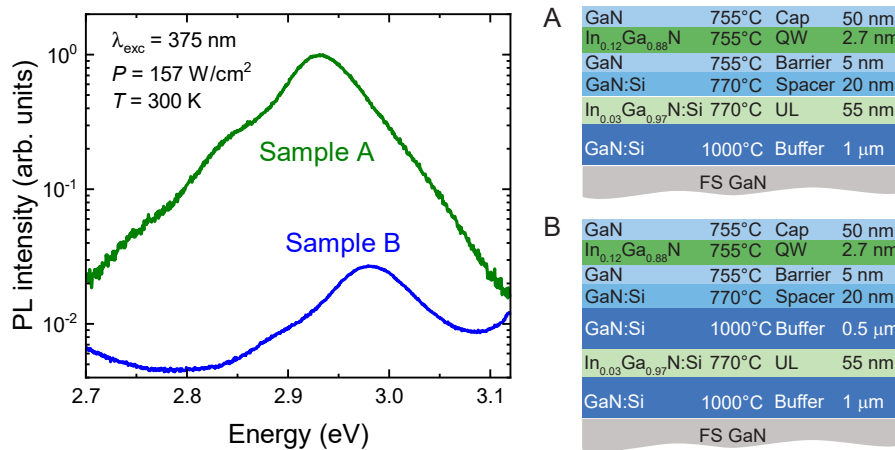 λexc = 375 nm
P = 157 W/cm²
T = 300 K
Sample A
Sample B
PL intensity (arb. units)
10⁰
10⁻¹
10⁻²
2.7 2.8 2.9 3.0 3.1
Energy (eV)
A
GaN 755°C Cap 50 nm
In0.12Ga0.88N 755°C QW 2.7 nm
GaN 755°C Barrier 5 nm
GaN:Si 770°C Spacer 20 nm
In0.03Ga0.97N:Si 770°C UL 55 nm
GaN:Si 1000°C Buffer 1 μm
FS GaN
B
GaN 755°C Cap 50 nm
In0.12Ga0.88N 755°C QW 2.7 nm
GaN 755°C Barrier 5 nm
GaN:Si 770°C Spacer 20 nm
GaN:Si 1000°C Buffer 0.5 μm
In0.03Ga0.97N:Si 770°C UL 55 nm
GaN:Si 1000°C Buffer 1 μm
FS GaN